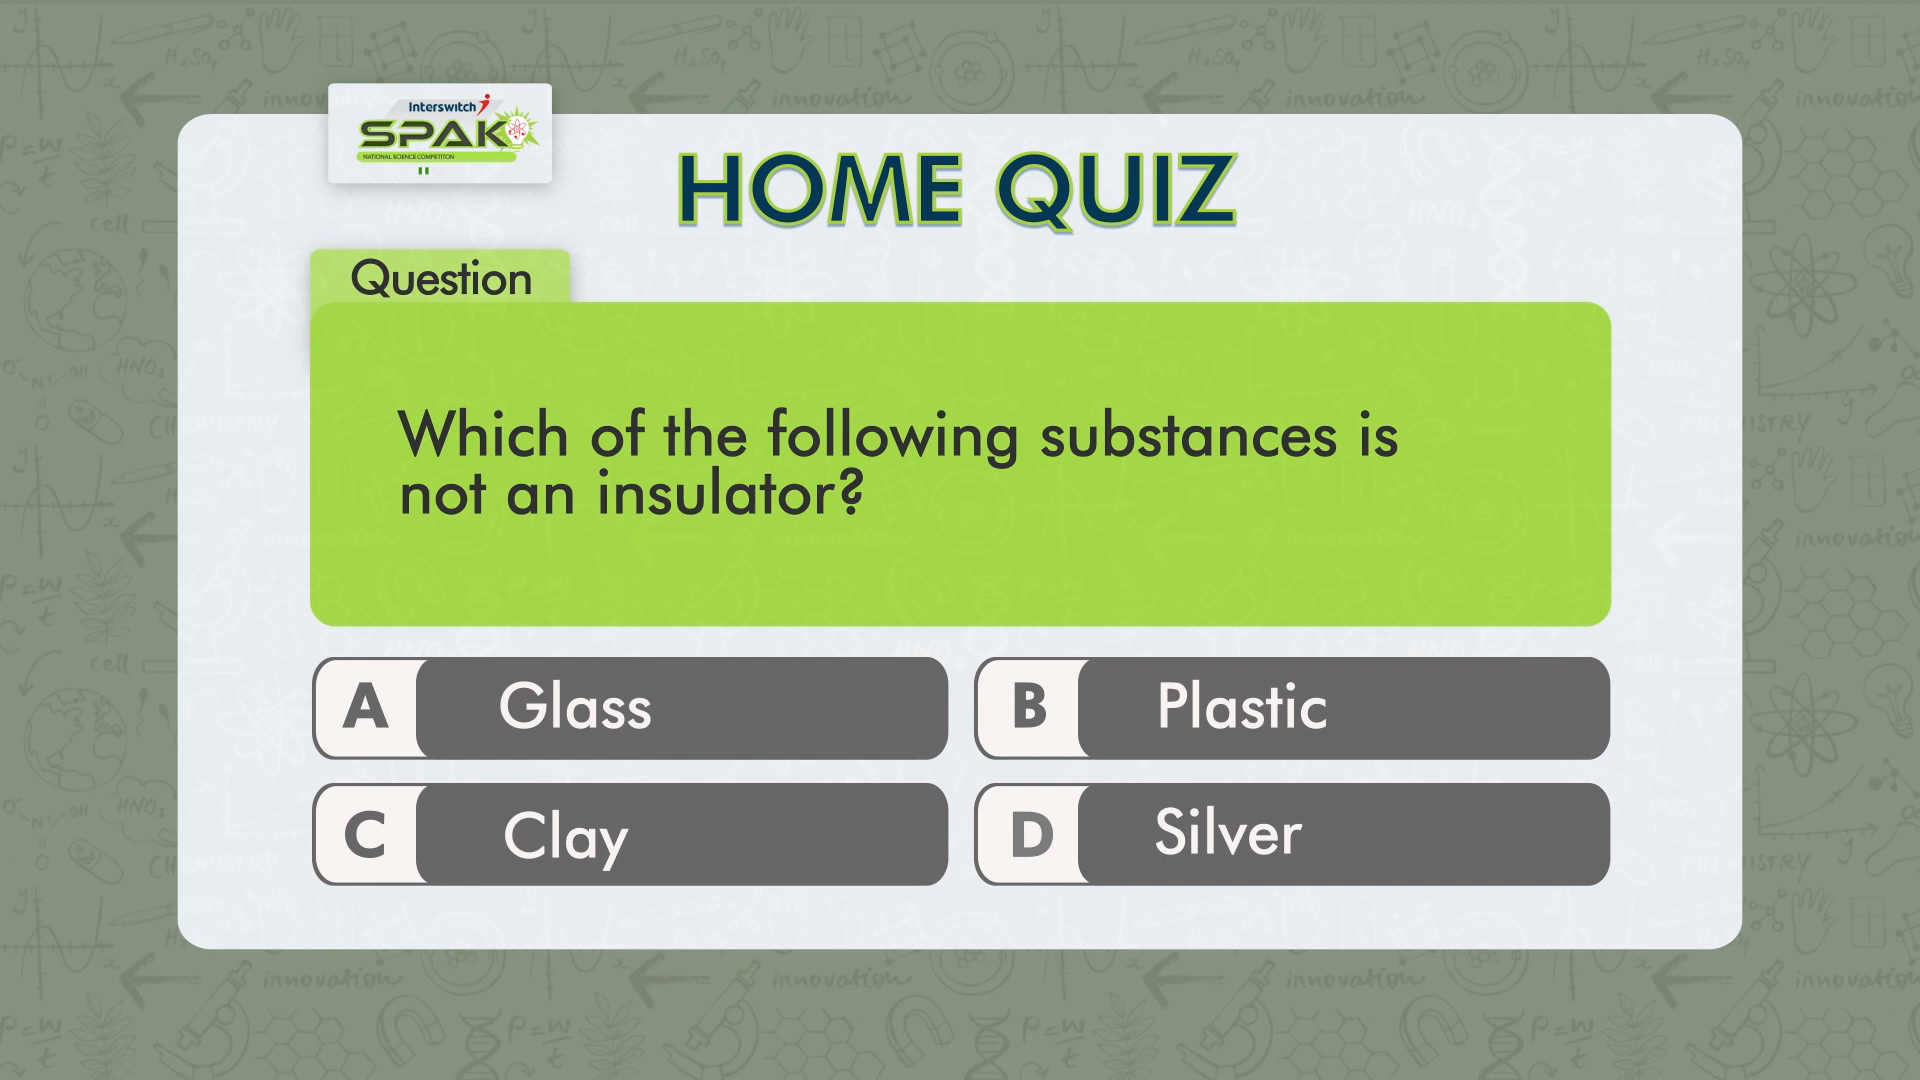 Interswitch
SPAK
NATIONAL SCIENCE COMPETITON
HOME QUIZ
Question
Which of the following substances is
not an insulator?
A Glass
B Plastic
C Clay
D Silver